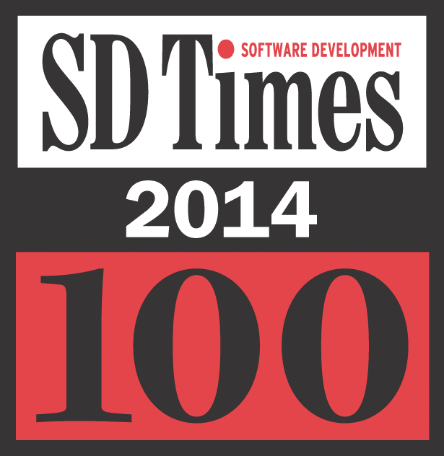 SOFTWARE DEVELOPMENT
SD Times
2014
100